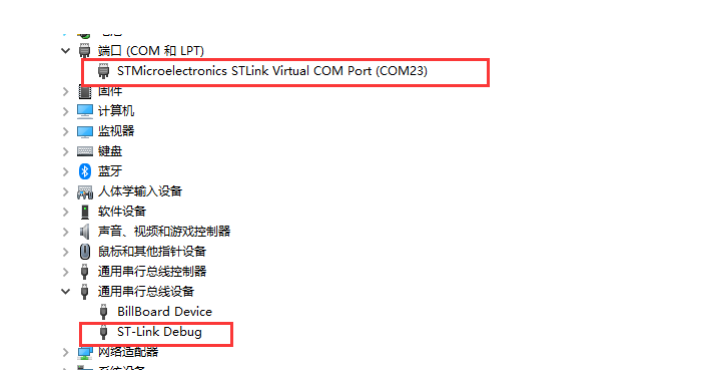 端口 (COM 和 LPT)
STMicroelectronics STLink Virtual COM Port (COM23)
固件
计算机
监视器
键盘
蓝牙
人体学输入设备
软件设备
声音、视频和游戏控制器
鼠标和其他指针设备
通用串行总线控制器
通用串行总线设备
BillBoard Device
ST-Link Debug
网络适配器